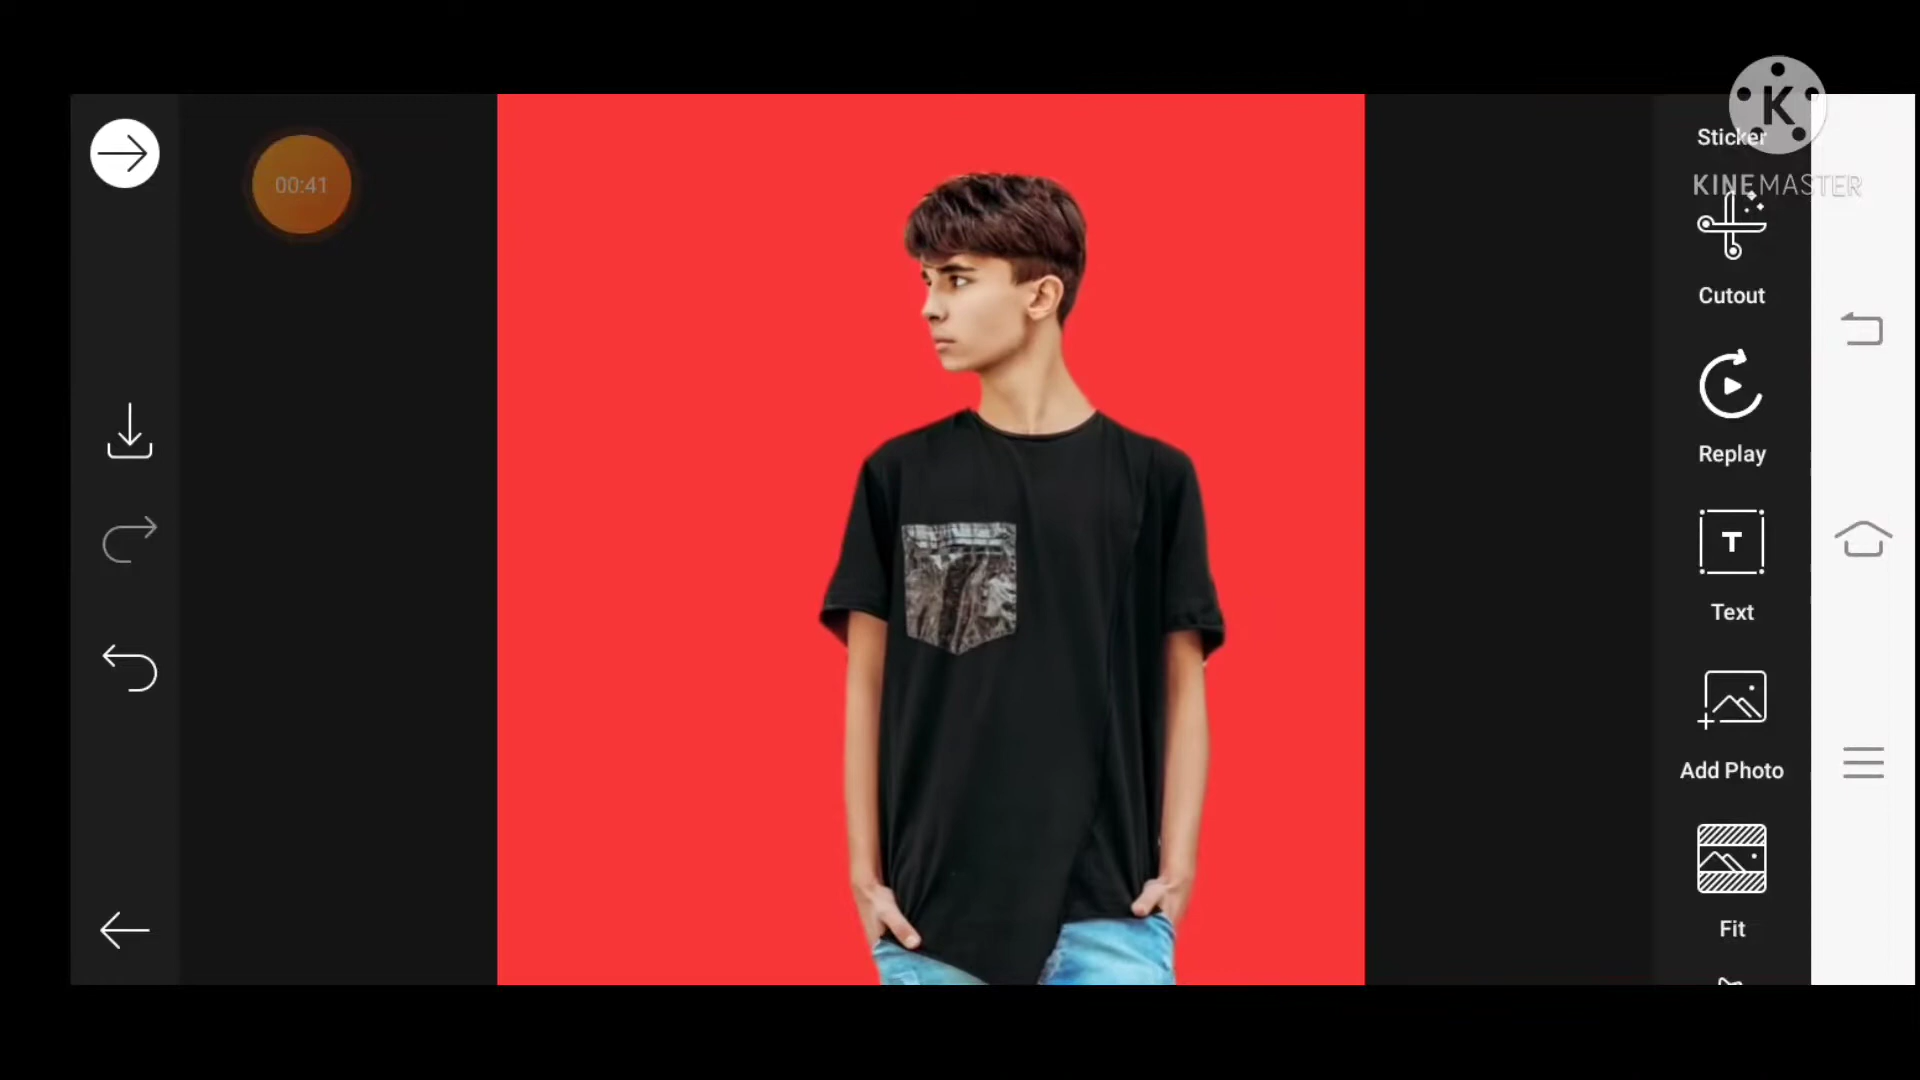 00:41
K
Sticker
KINEMASTER
Cutout
Replay
T
Text
Add Photo
Fit